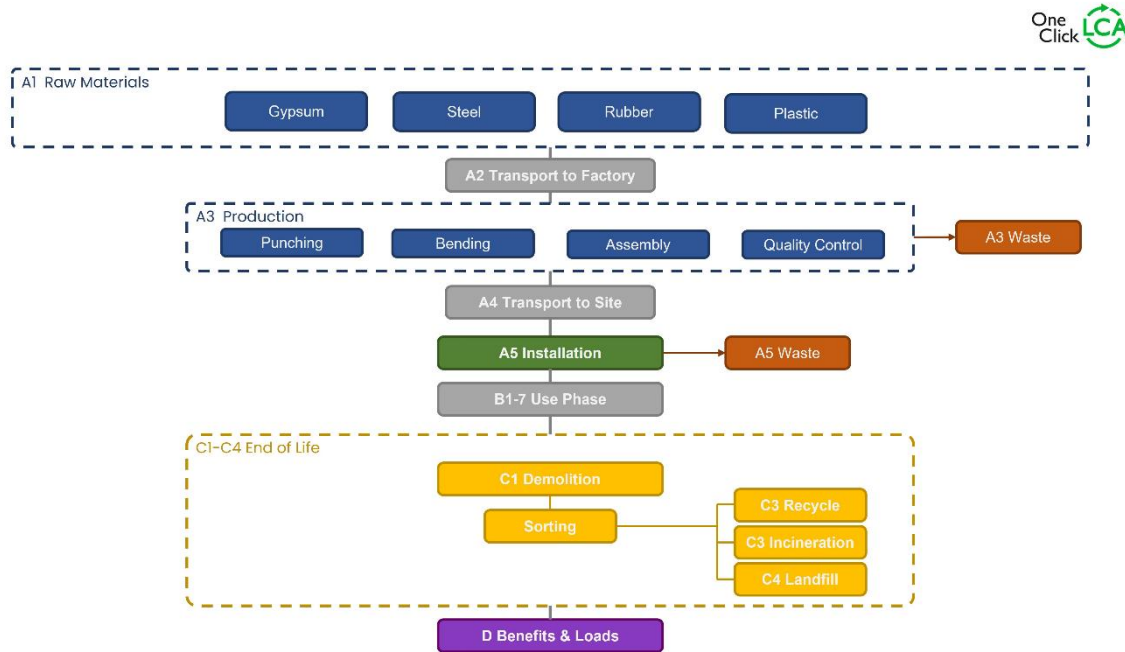 One
Click LCA
A1 Raw Materials
Gypsum
Steel
Rubber
Plastic
A2 Transport to Factory
A3 Production
Punching
Bending
Assembly
Quality Control
A3 Waste
A4 Transport to Site
A5 Installation
A5 Waste
B1-7 Use Phase
C1-C4 End of Life
C1 Demolition
Sorting
C3 Recycle
C3 Incineration
C4 Landfill
D Benefits & Loads